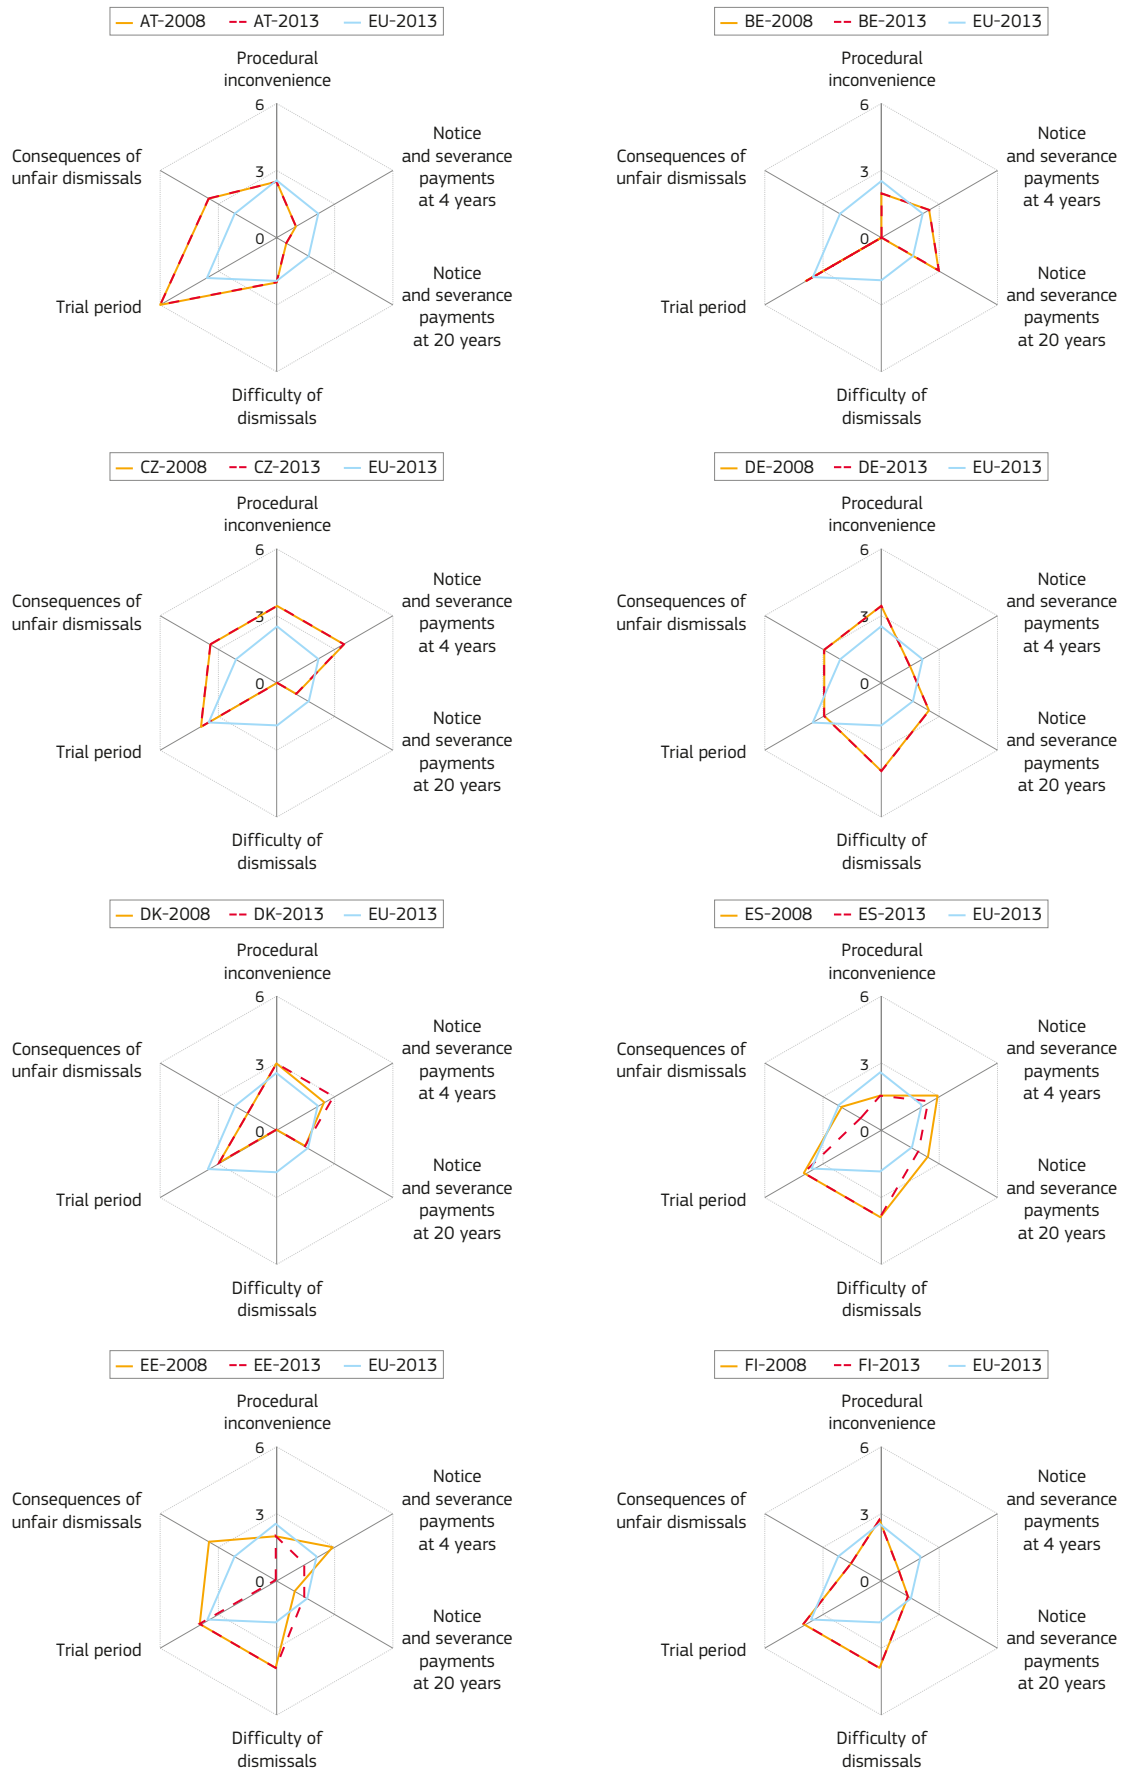 AT-2008 AT-2013 EU-2013
Procedural
inconvenience
6
Notice
and severance
payments
at 4 years
Consequences of
unfair dismissals
3
0
Notice
and severance
payments
at 20 years
Trial period
Difficulty of
dismissals
BE-2008 BE-2013 EU-2013
Procedural
inconvenience
6
Notice
and severance
payments
at 4 years
Consequences of
unfair dismissals
3
0
Notice
and severance
payments
at 20 years
Trial period
Difficulty of
dismissals
CZ-2008 CZ-2013 EU-2013
Procedural
inconvenience
6
Notice
and severance
payments
at 4 years
Consequences of
unfair dismissals
3
0
Notice
and severance
payments
at 20 years
Trial period
Difficulty of
dismissals
DE-2008 DE-2013 EU-2013
Procedural
inconvenience
6
Notice
and severance
payments
at 4 years
Consequences of
unfair dismissals
3
0
Notice
and severance
payments
at 20 years
Trial period
Difficulty of
dismissals
DK-2008 DK-2013 EU-2013
Procedural
inconvenience
6
Notice
and severance
payments
at 4 years
Consequences of
unfair dismissals
3
0
Notice
and severance
payments
at 20 years
Trial period
Difficulty of
dismissals
ES-2008 ES-2013 EU-2013
Procedural
inconvenience
6
Notice
and severance
payments
at 4 years
Consequences of
unfair dismissals
3
0
Notice
and severance
payments
at 20 years
Trial period
Difficulty of
dismissals
EE-2008 EE-2013 EU-2013
Procedural
inconvenience
6
Notice
and severance
payments
at 4 years
Consequences of
unfair dismissals
3
0
Notice
and severance
payments
at 20 years
Trial period
Difficulty of
dismissals
FI-2008 FI-2013 EU-2013
Procedural
inconvenience
6
Notice
and severance
payments
at 4 years
Consequences of
unfair dismissals
3
0
Notice
and severance
payments
at 20 years
Trial period
Difficulty of
dismissals